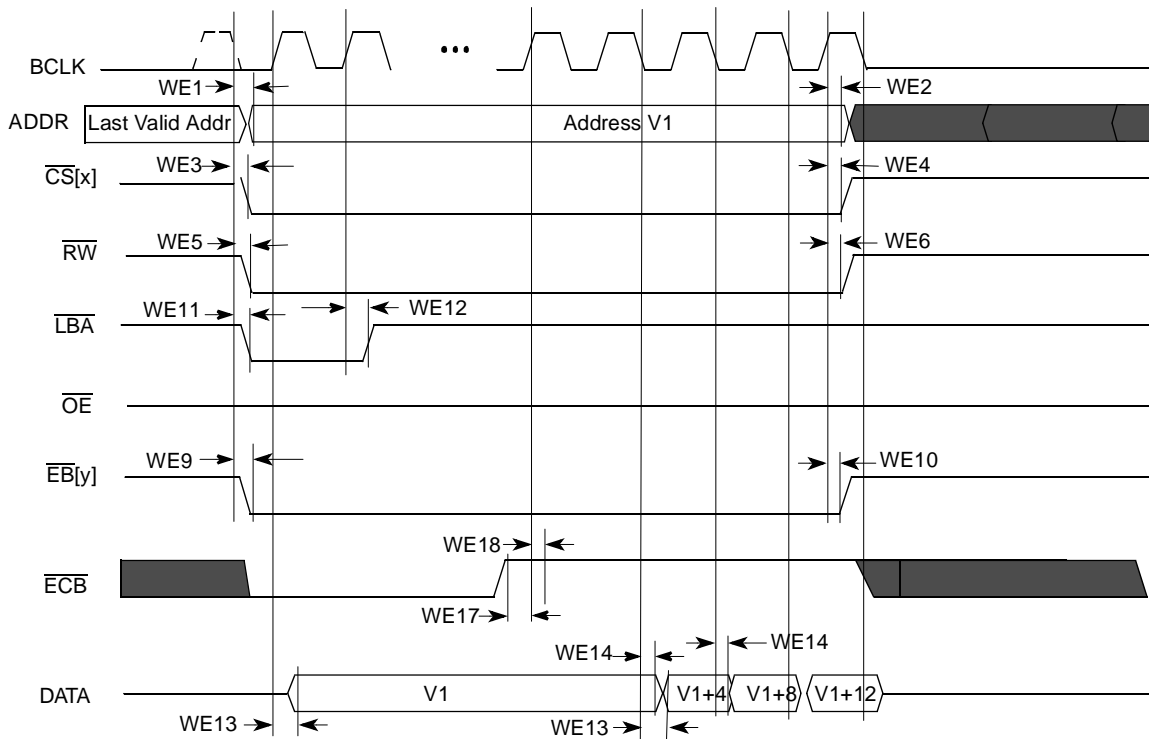 BCLK
•••
WE1
WE2
ADDR
Last Valid Addr
Address V1
WE3
WE4
CS[x]
WE5
WE6
RW
WE11
WE12
LBA
OE
WE9
WE10
EB[y]
WE18
ECB
WE17
WE14
WE14
DATA
V1
V1+4
V1+8
V1+12
WE13
WE13